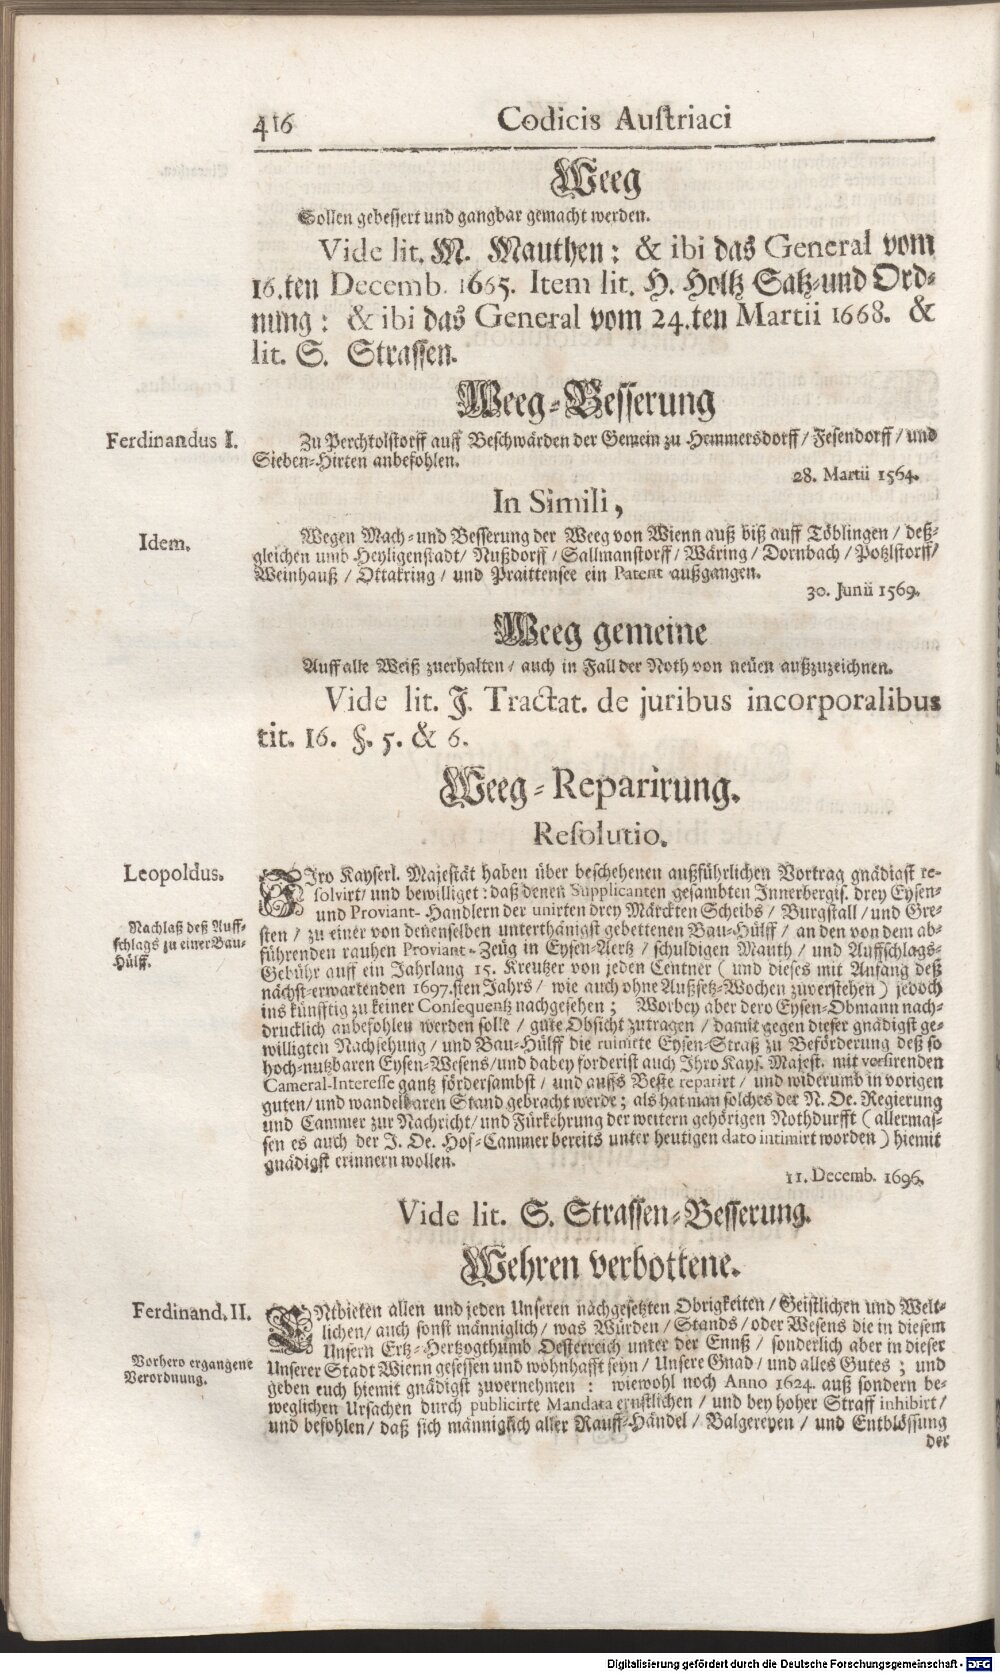 416 Codicis Auſtriaci
Weeg
Sollen gebeſſert und gangbar gemacht werden.
Vide lit. M. Mauthen: & ibi das General vom
16.ten Decemb. 1665. Item lit. H. Holtz Satz-und Ord-
nung: & ibi das General vom 24.ten Martii 1668. &
lit. S. Straſſen.
Weeg-Beſſerung
Ferdinandus I.
Zu Perchtolſtorff auff Beſchwärden der Gemein zu Hemmersdorff / Feſendorff / und
Sieben-Hirten anbefohlen.
28. Martii 1564.
In Simili,
Idem.
Wegen Mach- und Beſſerung der Weeg von Wienn auß biß auff Töblingen / deß-
gleichen umb Heyligenſtadt / Nußdorff / Sallmanſtorff / Wäring / Dornbach / Potzlſtorff /
Weinhauß / Ottakring / und Praittenſee ein Patent außgangen.
30. Junii 1569.
Weeg gemeine
Auff alle Weiß zuerhalten / auch in Fall der Noth von neüen außzuzeichnen.
Vide lit. J. Tractat. de juribus incorporalibus
tit. 16. §. 5. & 6.
Weeg-Reparirung.
Reſolutio.
Leopoldus.
IIro Kayſerl. Majeſtät haben über beſchehenen außführlichen Vortrag gnädigſt re-
ſolvirt / und bewilliget: daß denen Supplicanten geſambten Innerbergiſ. drey Eyſen-
und Proviant-Handlern der unirten drey Märckten Scheibs / Burgſtall / und Gre-
Nachlaß deß Auff-
ſchlags zu einer Bau-
Hülff.
ſten / zu einer von denenſelben unterthänigſt gebettenen Bau-Hülff / an den von dem ab-
führenden rauhen Proviant-Zeüg in Eyſen-Aertz / ſchuldigen Mauth / und Auffſchlags-
Gebühr auff ein Jahrlang 15. Kreutzer von jeden Centner ( und dieſes mit Anfang deß
nächſt-erwartenden 1697.ſten Jahrs / wie auch ohne Außſetz-Wochen zuverſtehen ) jedoch
ins künfftig zu keiner Conſequentz nachgeſehen; Worbey aber dero Eyſen-Obmann nach-
drucklich anbefohlen werden ſolle / gute Obſicht zutragen / damit gegen dieſer gnädigſt ge-
willigten Nachſehung / und Bau-Hülff die ruinirte Eyſen-Straß zu Beförderung deß ſo
hoch-nutzbaren Eyſen-Weſens / und dabey forderiſt auch Ihro Kayſ. Majeſt. mit verſirenden
Cameral-Intereſſe gantz fördersambſt / und auffs Beſte reparirt / und widerumb in vorigen
guten / und wandelbaren Stand gebracht werde; als hat man ſolches der N. Oe. Regierung
und Cammer zur Nachricht / und Fürkehrung der weitern gehörigen Nothdurfft ( allermaſ-
ſen es auch der J. Oe. Hof-Cammer bereits unter heutigen dato intimirt worden ) hiemit
gnädigſt erinnern wollen.
11. Decemb. 1696.
Vide lit. S. Straſſen-Beſſerung.
Wehren verbottene.
Ferdinand. II.
ENtbieten allen und jeden Unſeren nachgeſetzten Obrigkeiten / Geiſtlichen und Welt-
lichen / auch ſonſt männiglich / was Würden / Stands / oder Weſens die in dieſem
Unſern Ertz-Hertzogthumb Oeſterreich unter der Ennß / ſonderlich aber in dieſer
Vorhero ergangene
Verordnung.
Unſerer Stadt Wienn geſeſſen und wohnhafft ſeyn / Unſere Gnad / und alles Gutes; und
geben euch hiemit gnädigſt zuvernehmen: wiewohl noch Anno 1624. auß ſondern be-
weglichen Urſachen durch publicirte Mandata ernſtlichen / und bey hoher Straff inhibirt /
und befohlen / daß ſich männiglich aller Rauff-Händel / Balgereyen / und Entblöſſung
der
Digitalisierung gefördert durch die Deutsche Forschungsgemeinschaft - DFG